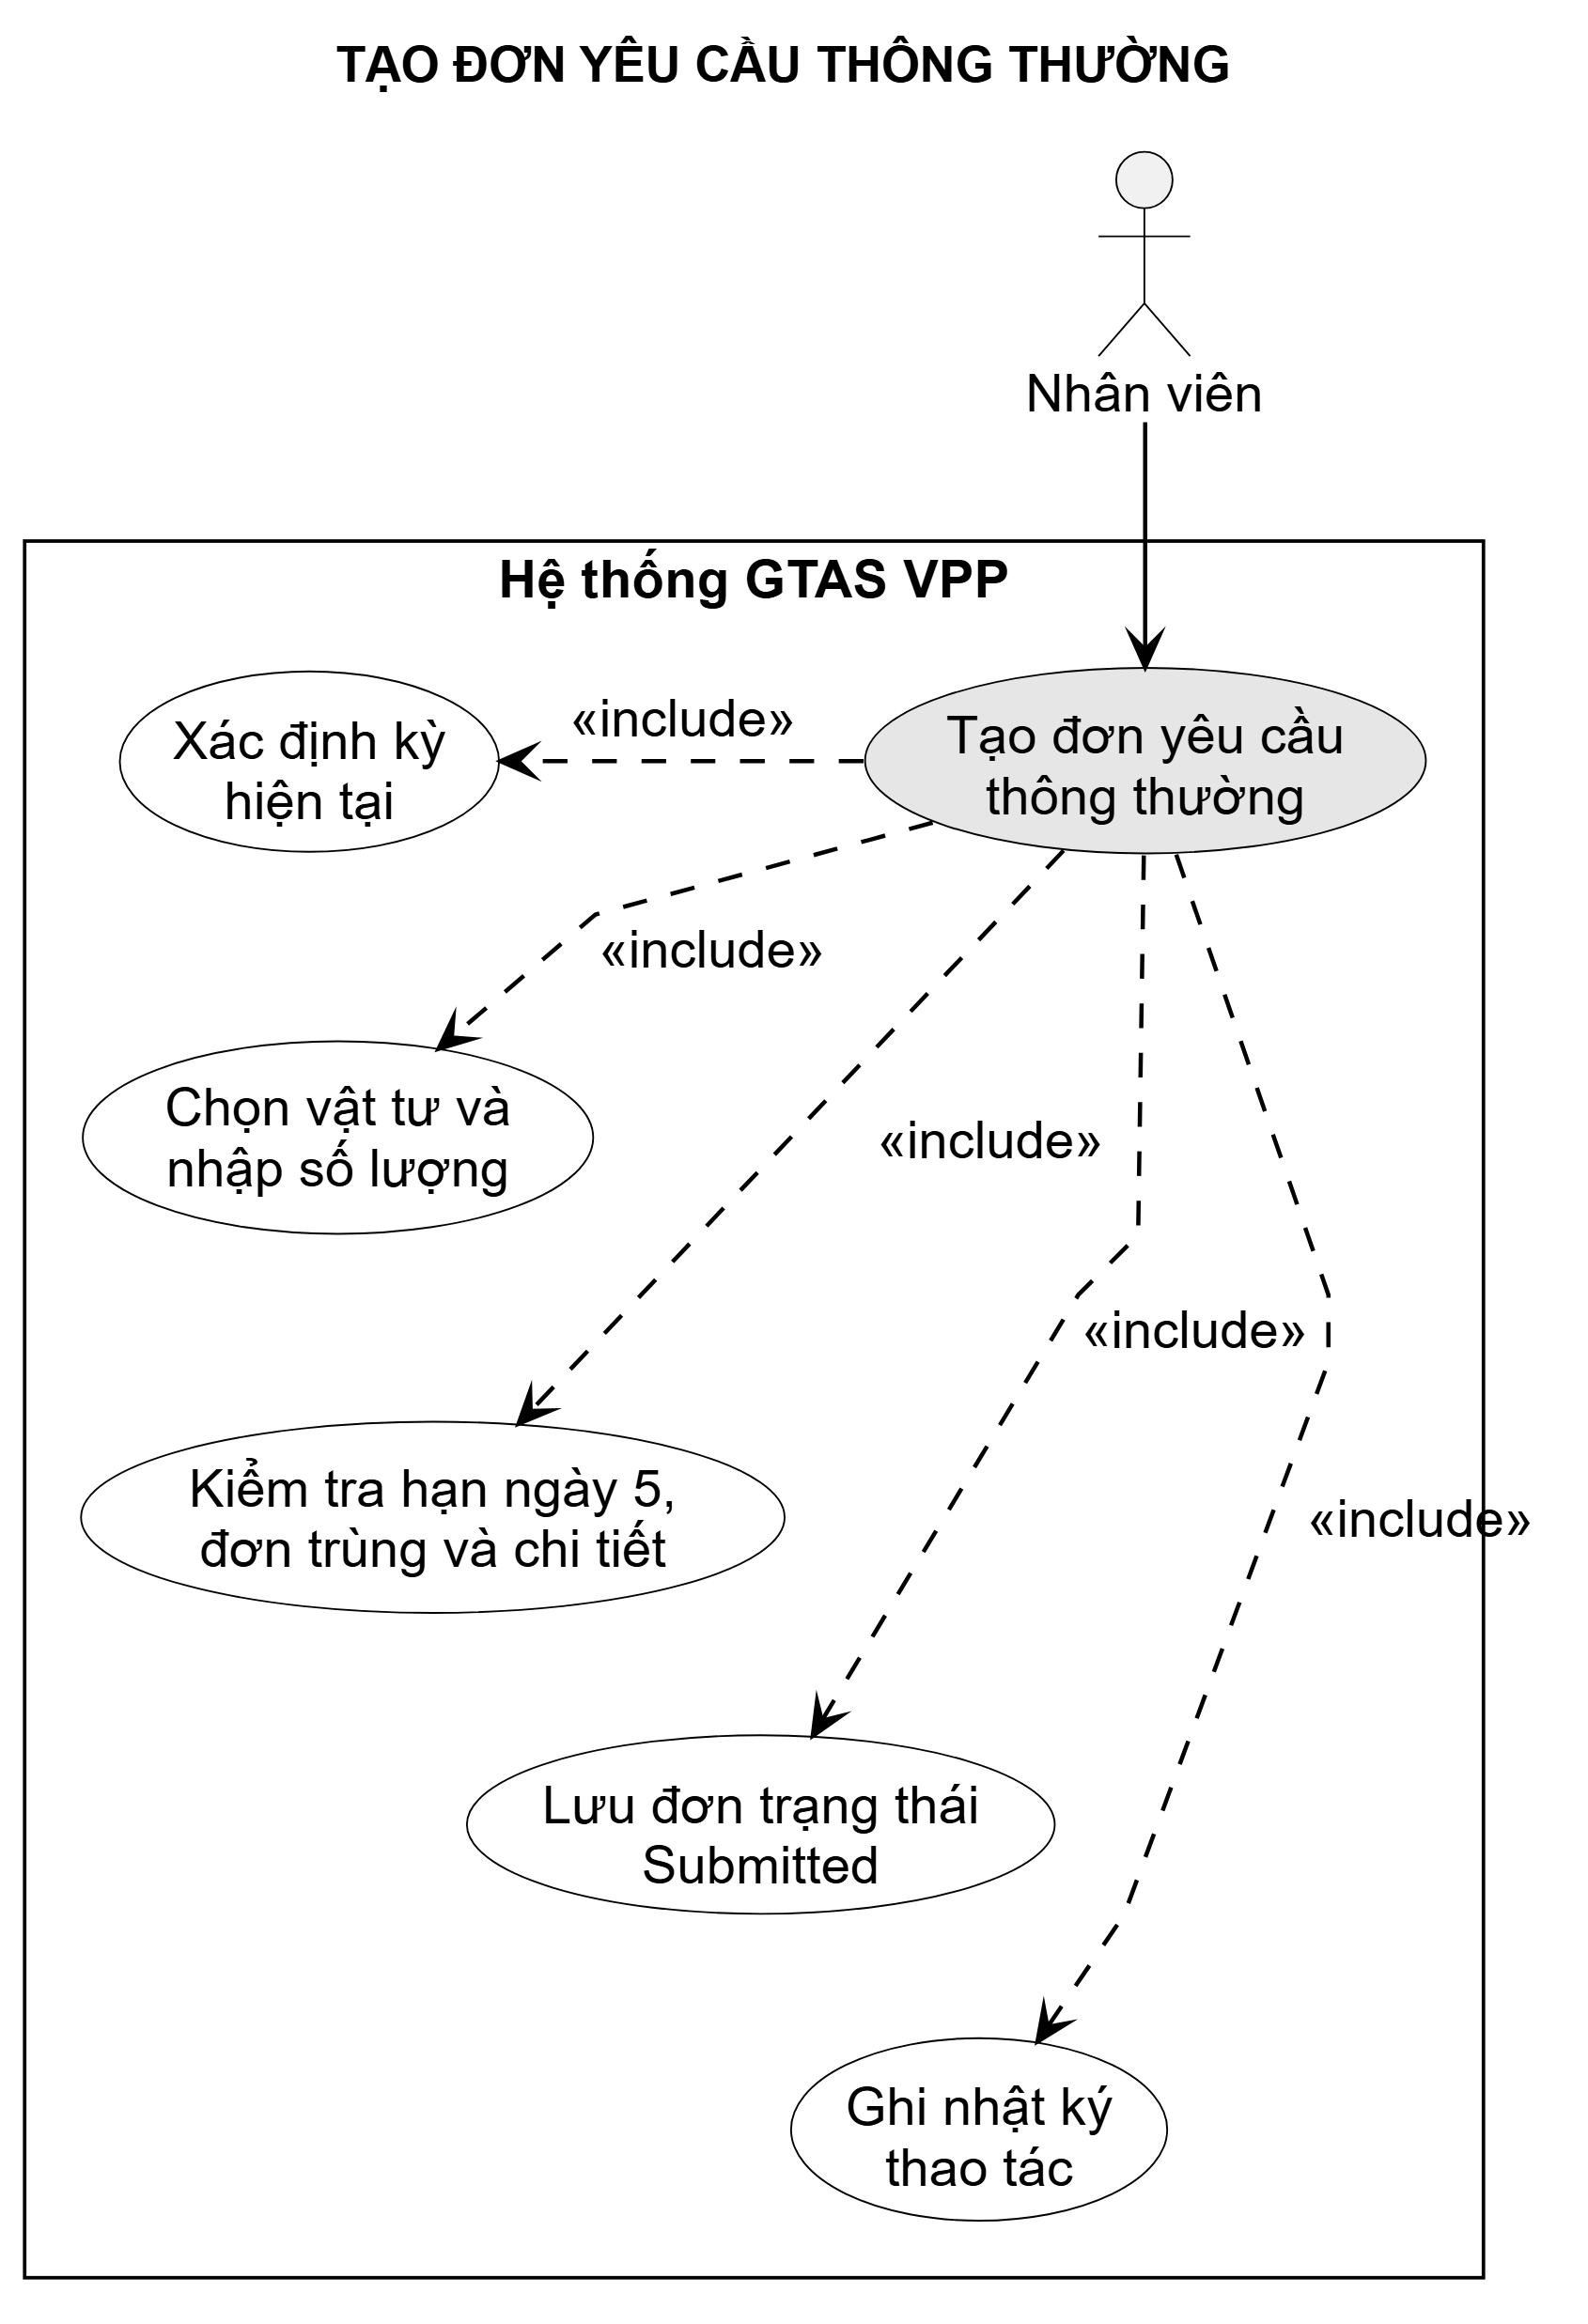 TẠO ĐƠN YÊU CẦU THÔNG THƯỜNG
Nhân viên
Hệ thống GTAS VPP
Xác định kỳ
hiện tại
«include»
Tạo đơn yêu cầu
thông thường
«include»
Chọn vật tư và
nhập số lượng
«include»
«include»
Kiểm tra hạn ngày 5,
đơn trùng và chi tiết
«include»
Lưu đơn trạng thái
Submitted
Ghi nhật ký
thao tác